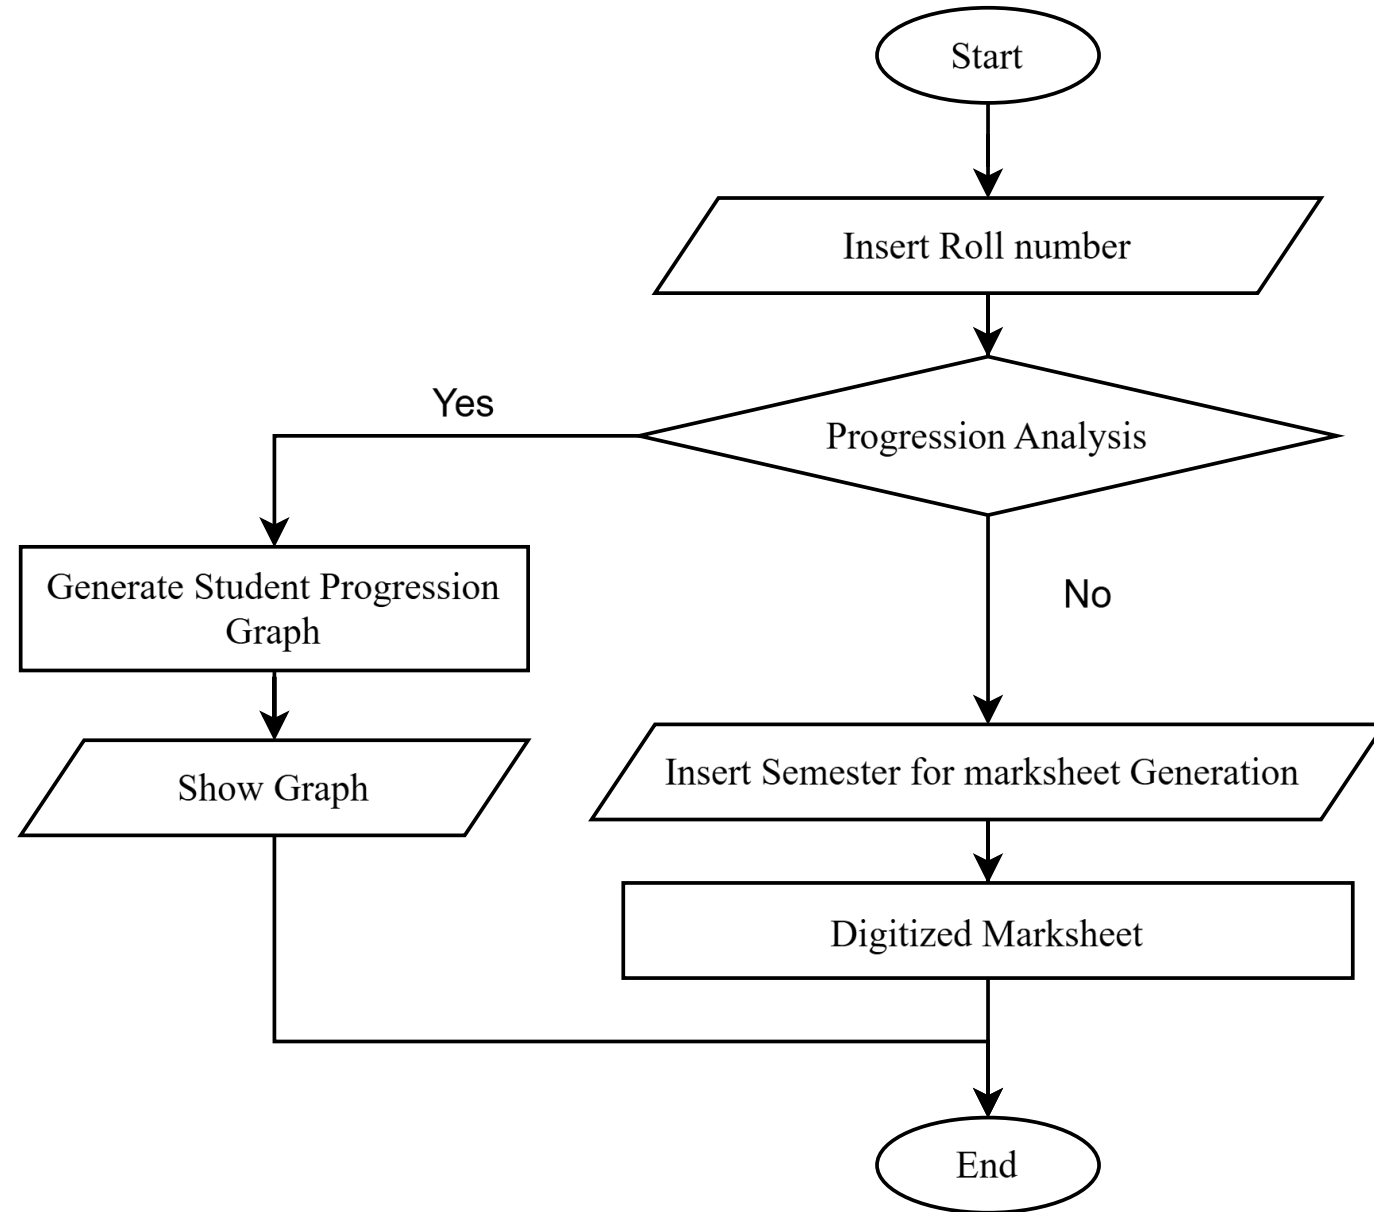 Start
Insert Roll number
Progression Analysis
Yes
No
Generate Student Progression
Graph
Show Graph
Insert Semester for marksheet Generation
Digitized Marksheet
End